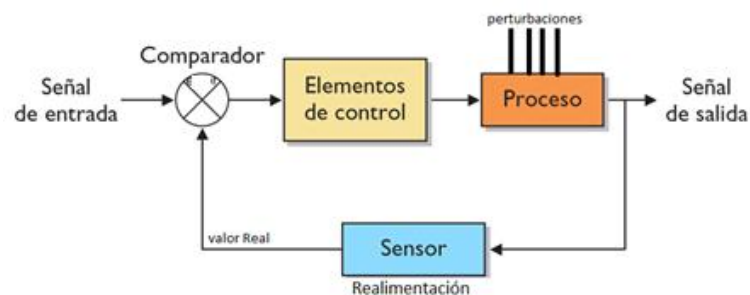 perturbaciones
Comparador
Señal
de entrada
Elementos
de control
Proceso
Señal
de salida
valor Real
Sensor
Realimentación